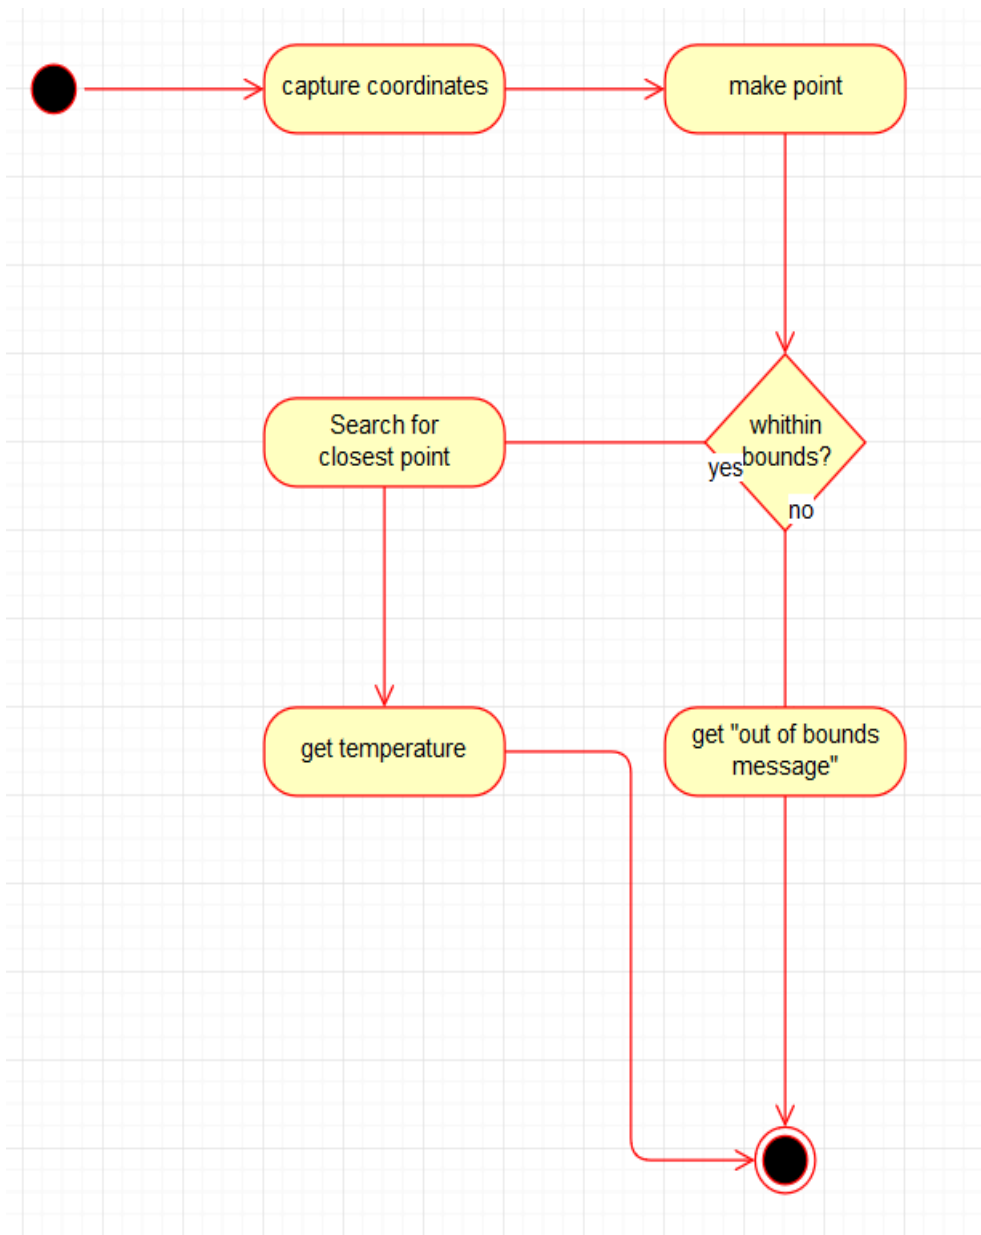 capture coordinates
make point
whithin
bounds?
yes
no
Search for
closest point
get temperature
get "out of bounds
message"